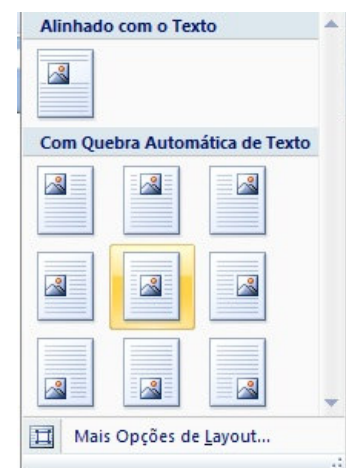 Alinhado com o Texto
Com Quebra Automática de Texto
Mais Opções de Layout...